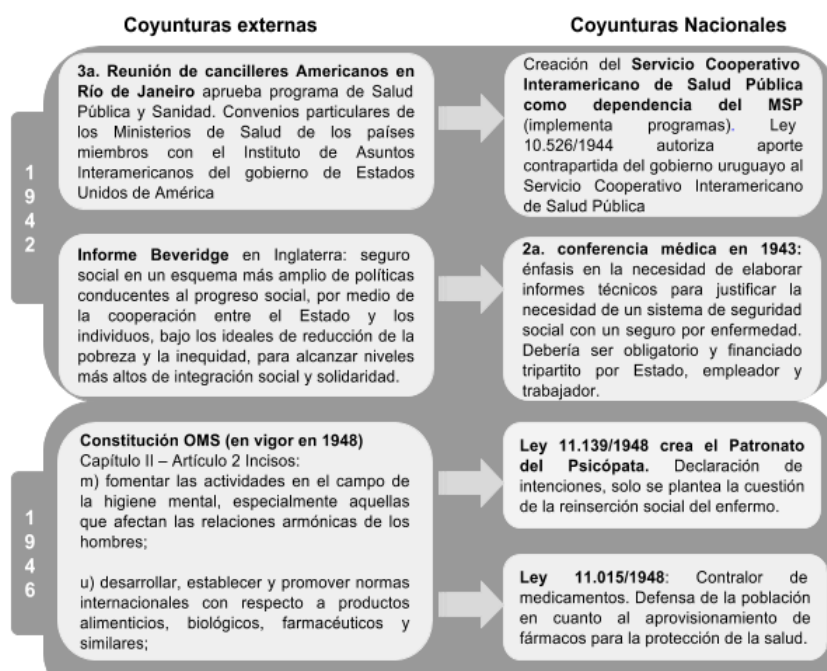 Coyunturas externas
Coyunturas Nacionales
1942
3a. Reunión de cancilleres Americanos en
Río de Janeiro aprueba programa de Salud
Pública y Sanidad. Convenios particulares de
los Ministerios de Salud de los países
miembros con el Instituto de Asuntos
Interamericanos del gobierno de Estados
Unidos de América
Creación del Servicio Cooperativo
Interamericano de Salud Pública
como dependencia del MSP
(implementa programas). Ley
10.526/1944 autoriza aporte
contrapartida del gobierno uruguayo al
Servicio Cooperativo Interamericano
de Salud Pública
Informe Beveridge en Inglaterra: seguro
social en un esquema más amplio de políticas
conducentes al progreso social, por medio de
la cooperación entre el Estado y los
individuos, bajo los ideales de reducción de la
pobreza y la inequidad, para alcanzar niveles
más altos de integración social y solidaridad.
2a. conferencia médica en 1943:
énfasis en la necesidad de elaborar
informes técnicos para justificar la
necesidad de un sistema de seguridad
social con un seguro por enfermedad.
Debería ser obligatorio y financiado
tripartito por Estado, empleador y
trabajador.
1946
Constitución OMS (en vigor en 1948)
Capítulo II – Artículo 2 Incisos:
m) fomentar las actividades en el campo de
la higiene mental, especialmente aquellas
que afectan las relaciones armónicas de los
hombres;
u) desarrollar, establecer y promover normas
internacionales con respecto a productos
alimenticios, biológicos, farmacéuticos y
similares;
Ley 11.139/1948 crea el Patronato
del Psicópata. Declaración de
intenciones, solo se plantea la cuestión
de la reinserción social del enfermo.
Ley 11.015/1948: Contralor de
medicamentos. Defensa de la población
en cuanto al aprovisionamiento de
fármacos para la protección de la salud.